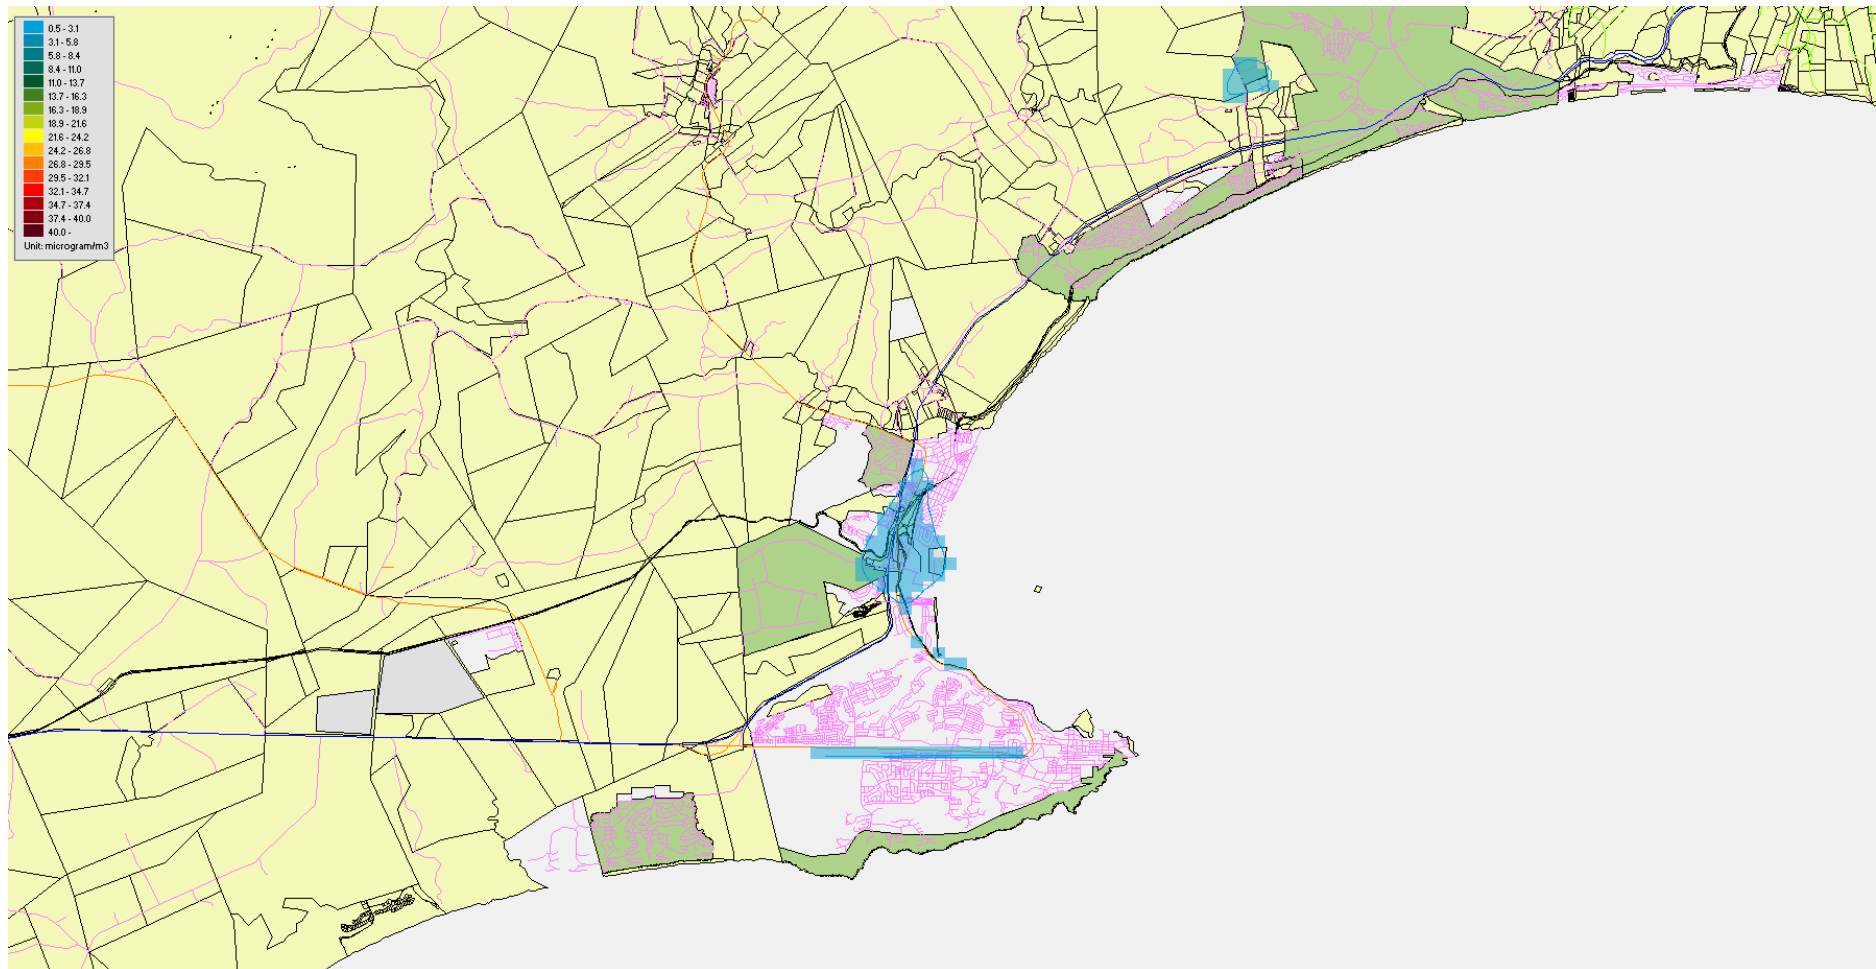 0.5 - 3.1
3.1 - 5.8
5.8 - 8.4
8.4 - 11.0
11.0 - 13.7
13.7 - 16.3
16.3 - 18.9
18.9 - 21.6
21.6 - 24.2
24.2 - 26.8
26.8 - 29.5
29.5 - 32.1
32.1 - 34.7
34.7 - 37.4
37.4 - 40.0
40.0 -
Unit: microgram/m3